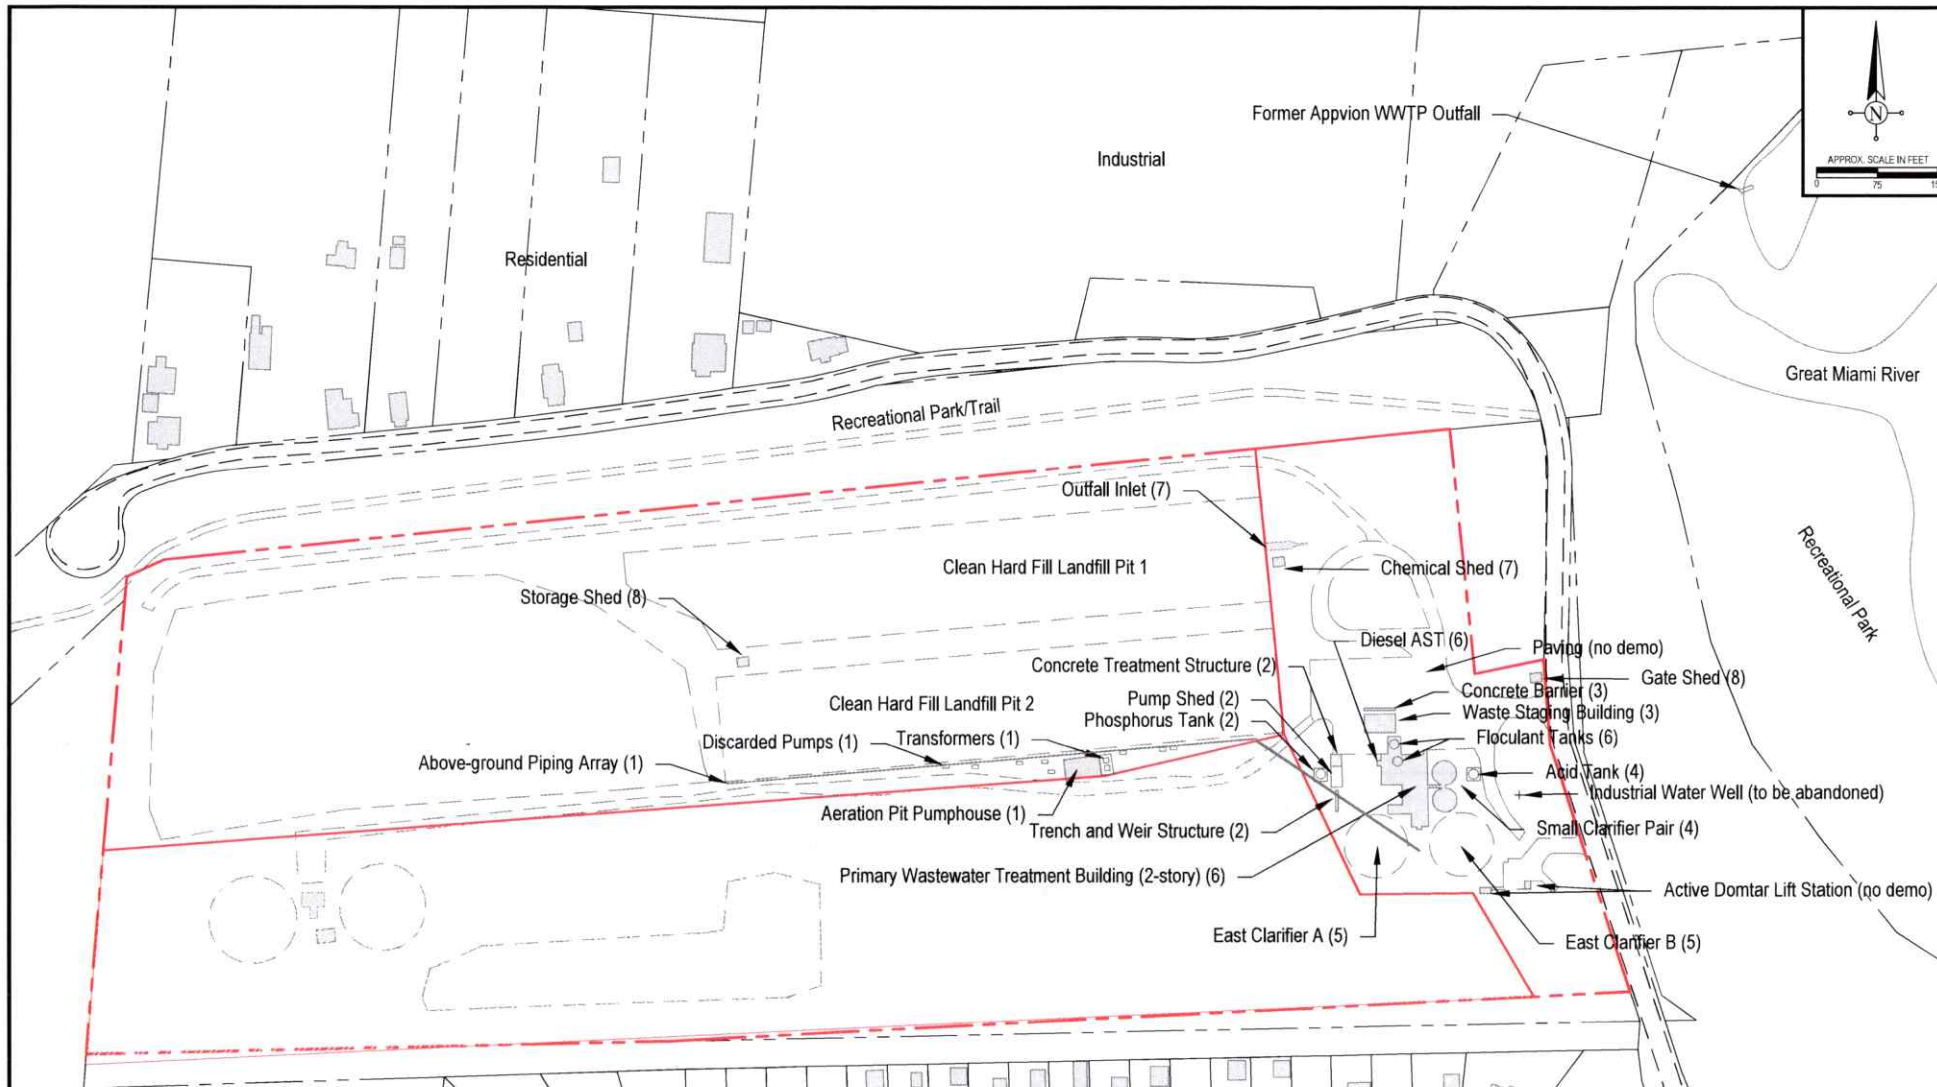 Former Appvion WWTP Outfall
N
APPROX. SCALE IN FEET
0 75
Industrial
Residential
Great Miami River
Recreational Park/Trail
Outfall Inlet (7)
Clean Hard Fill Landfill Pit 1
Chemical Shed (7)
Recreational Park
Storage Shed (8)
Diesel AST (6)
Paving (no demo)
Concrete Treatment Structure (2)
Gate Shed (8)
Concrete Barrier (3)
Pump Shed (2)
Clean Hard Fill Landfill Pit 2
Waste Staging Building (3)
Phosphorus Tank (2)
Transformers (1)
Discarded Pumps (1)
Floculant Tanks (6)
Above-ground Piping Array (1)
Acid Tank (4)
Industrial Water Well (to be abandoned)
Aeration Pit Pumphouse (1)
Trench and Weir Structure (2)
Small Clarifier Pair (4)
Primary Wastewater Treatment Building (2-story) (6)
Active Domtar Lift Station (no demo)
East Clarifier A (5)
East Clarifier B (5)